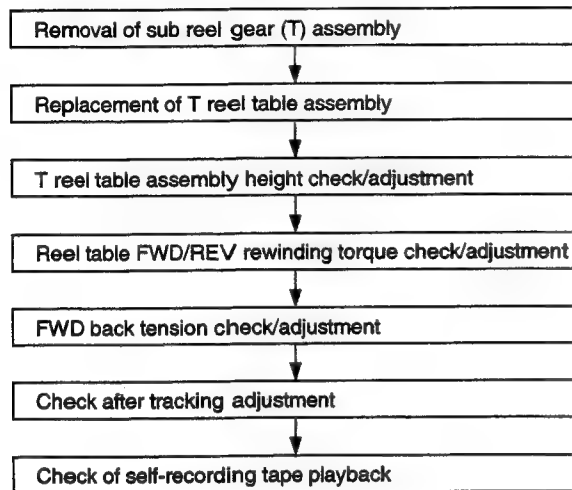 Removal of sub reel gear (T) assembly
Replacement of T reel table assembly
T reel table assembly height check/adjustment
Reel table FWD/REV rewinding torque check/adjustment
FWD back tension check/adjustment
Check after tracking adjustment
Check of self-recording tape playback